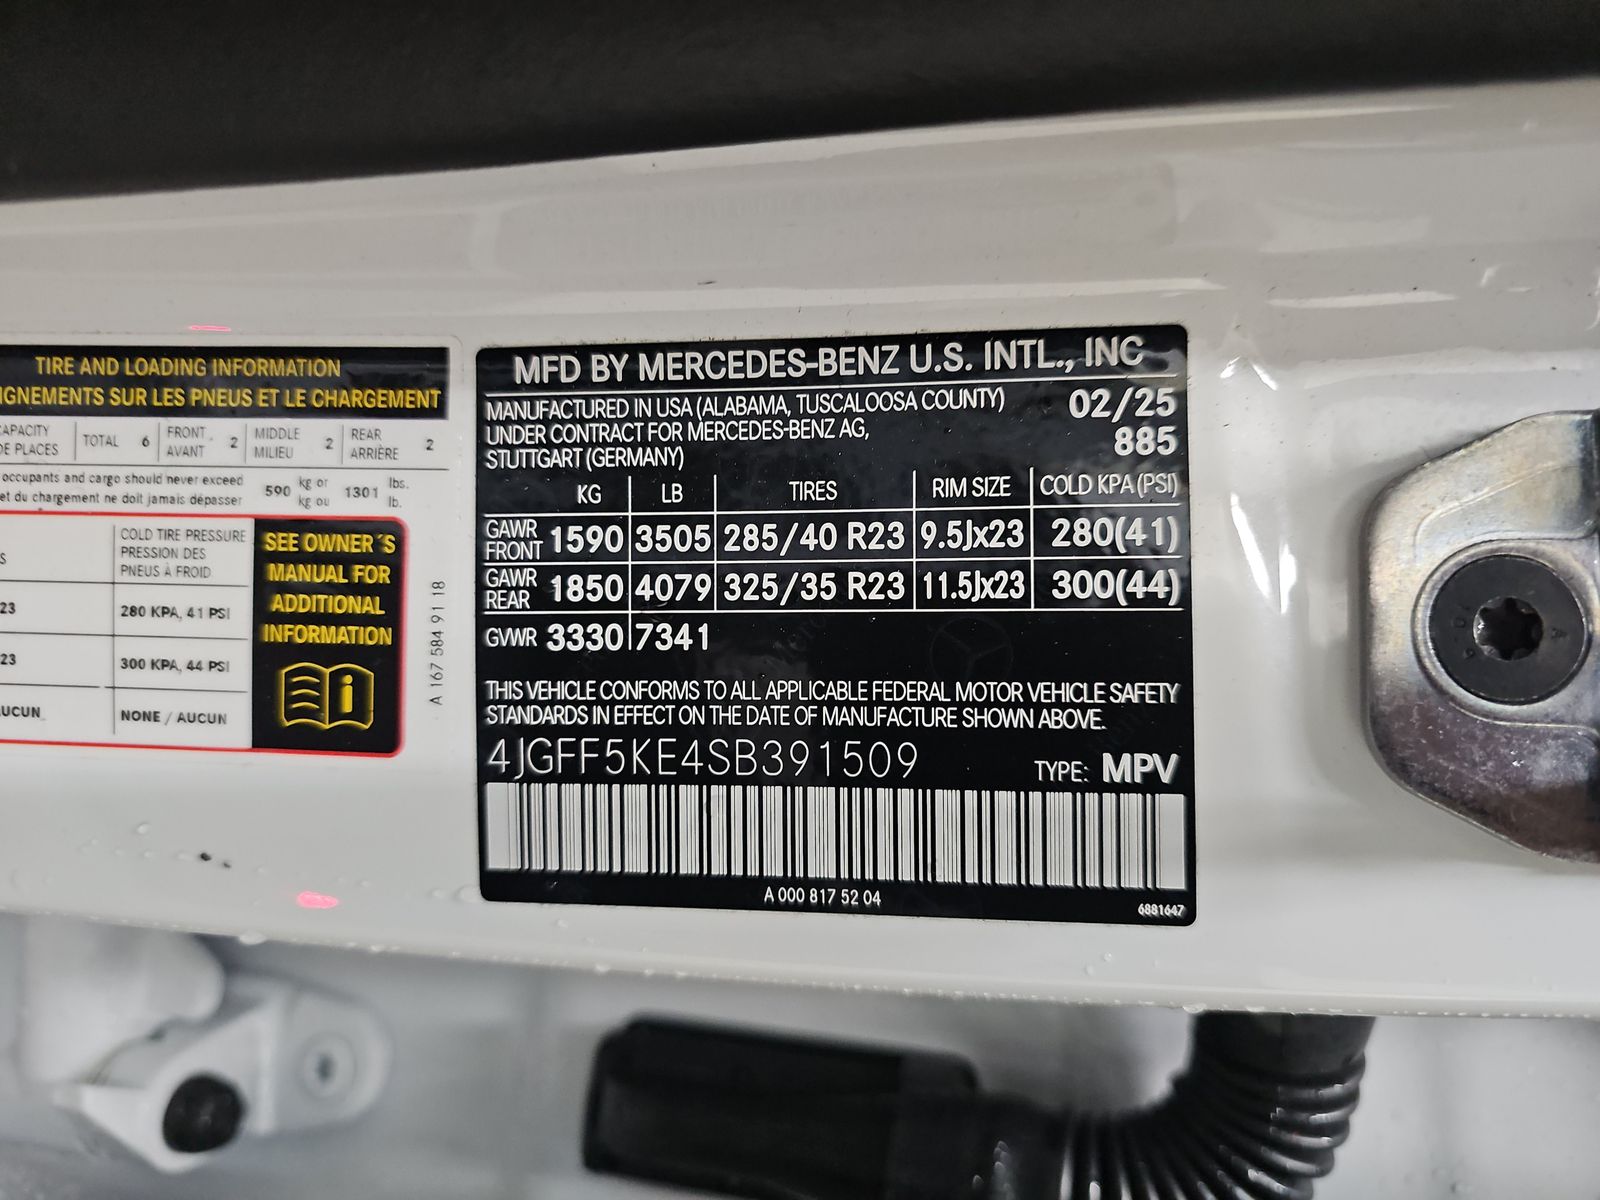 TIRE AND LOADING INFORMATION
IGNEMENTS SUR LES PNEUS ET LE CHARGEMENT
CAPACITY TOTAL 6 FRONT 2 MIDDLE 2 REAR 2
DE PLACES AVANT MILIEU ARRIÈRE
occupants and cargo should never exceed 590 kg or 1301 lbs.
et du chargement ne doit jamais dépasser kg ou lb.
COLD TIRE PRESSURE
PRESSION DES
PNEUS À FROID
S
23 280 KPA, 41 PSI
23 300 KPA, 44 PSI
AUCUN NONE / AUCUN
SEE OWNER´S
MANUAL FOR
ADDITIONAL
INFORMATION
A 167 584 91 18
MFD BY MERCEDES-BENZ U.S. INTL., INC
MANUFACTURED IN USA (ALABAMA, TUSCALOOSA COUNTY) 02/25
UNDER CONTRACT FOR MERCEDES-BENZ AG, 885
STUTTGART (GERMANY)
KG LB TIRES RIM SIZE COLD KPA (PSI)
GAWR FRONT 1590 3505 285/40 R23 9.5Jx23 280(41)
GAWR REAR 1850 4079 325/35 R23 11.5Jx23 300(44)
GVWR 3330 7341
THIS VEHICLE CONFORMS TO ALL APPLICABLE FEDERAL MOTOR VEHICLE SAFETY
STANDARDS IN EFFECT ON THE DATE OF MANUFACTURE SHOWN ABOVE.
4JGFF5KE4SB391509 TYPE: MPV
A 000 817 52 04
6881647